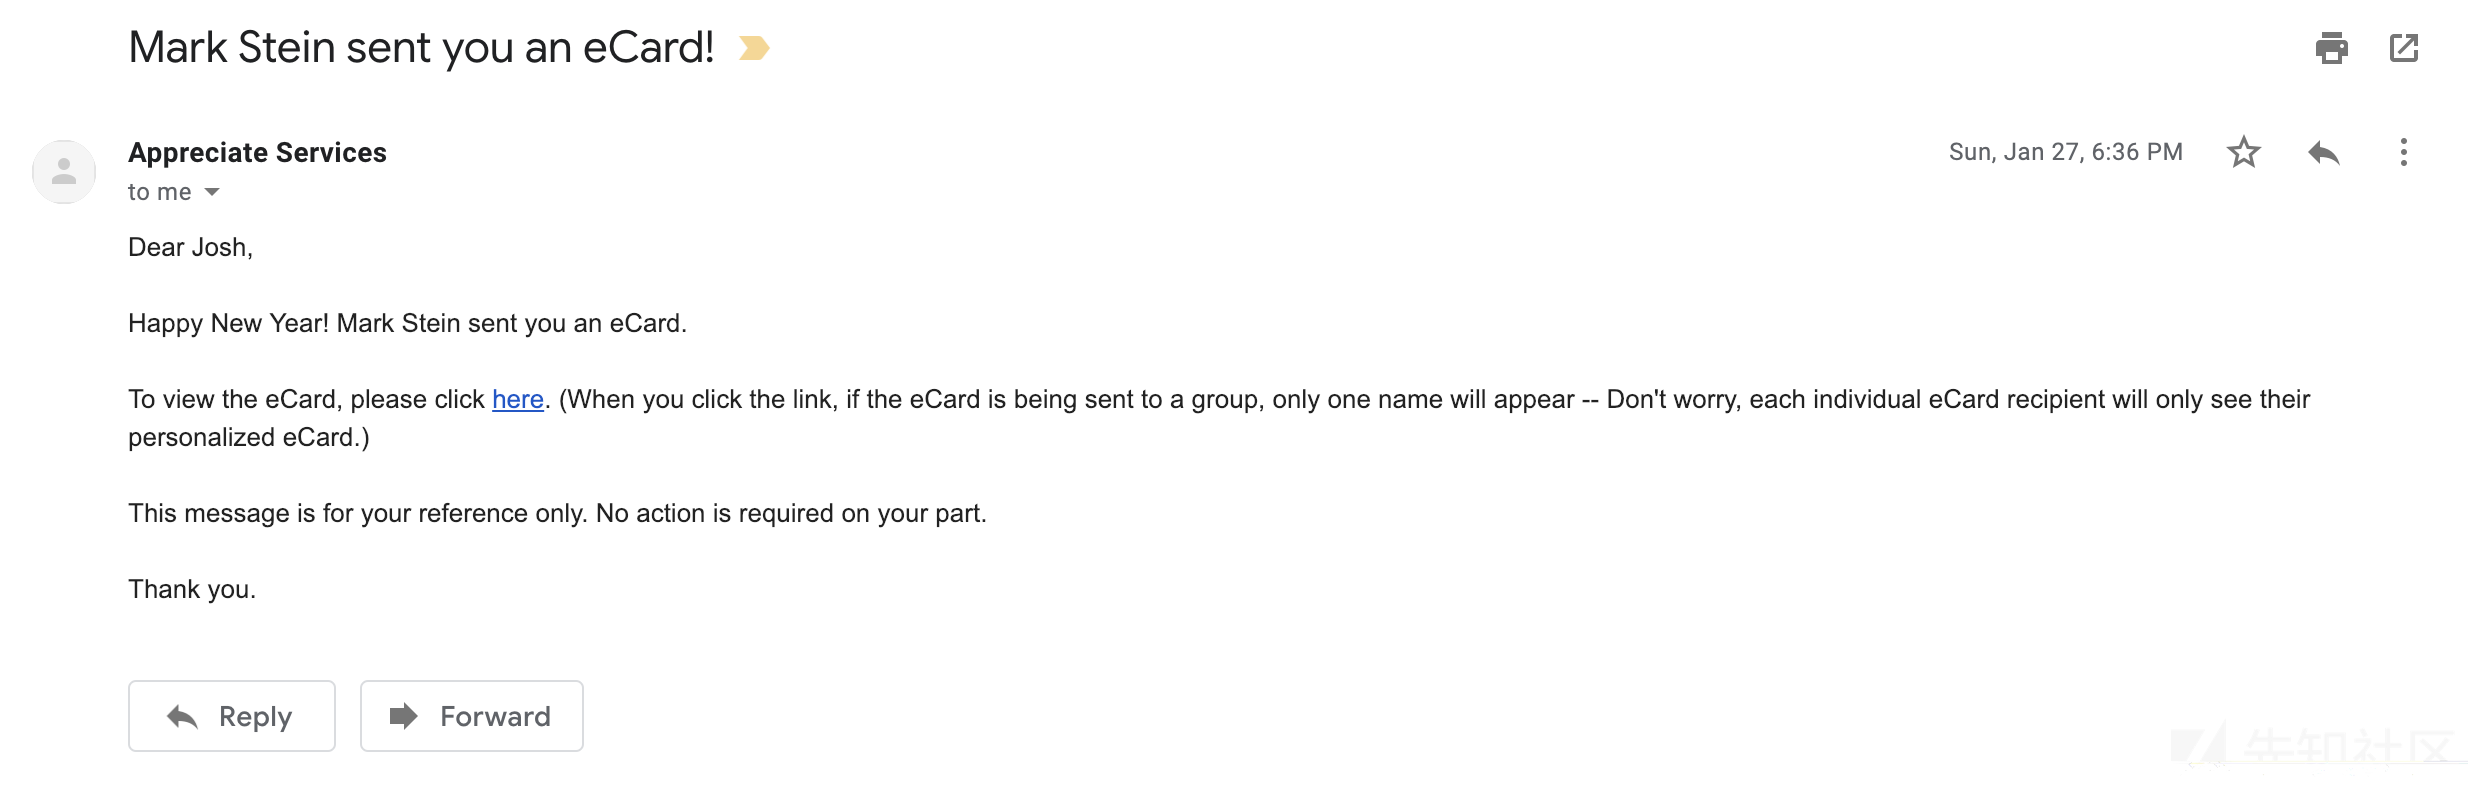 Mark Stein sent you an eCard!
Appreciate Services
Sun, Jan 27, 6:36 PM
to me
Dear Josh,
Happy New Year! Mark Stein sent you an eCard.
To view the eCard, please click here. (When you click the link, if the eCard is being sent to a group, only one name will appear -- Don't worry, each individual eCard recipient will only see their
personalized eCard.)
This message is for your reference only. No action is required on your part.
Thank you.
Reply
Forward
先知社区